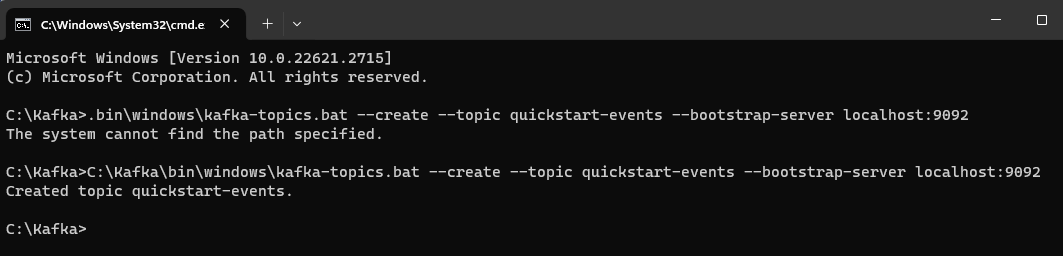 C:\Windows\System32\cmd.e
Microsoft Windows [Version 10.0.22621.2715]
(c) Microsoft Corporation. All rights reserved.
C:\Kafka>.bin\windows\kafka-topics.bat --create --topic quickstart-events --bootstrap-server localhost:9092
The system cannot find the path specified.
C:\Kafka>C:\Kafka\bin\windows\kafka-topics.bat --create --topic quickstart-events --bootstrap-server localhost:9092
Created topic quickstart-events.
C:\Kafka>